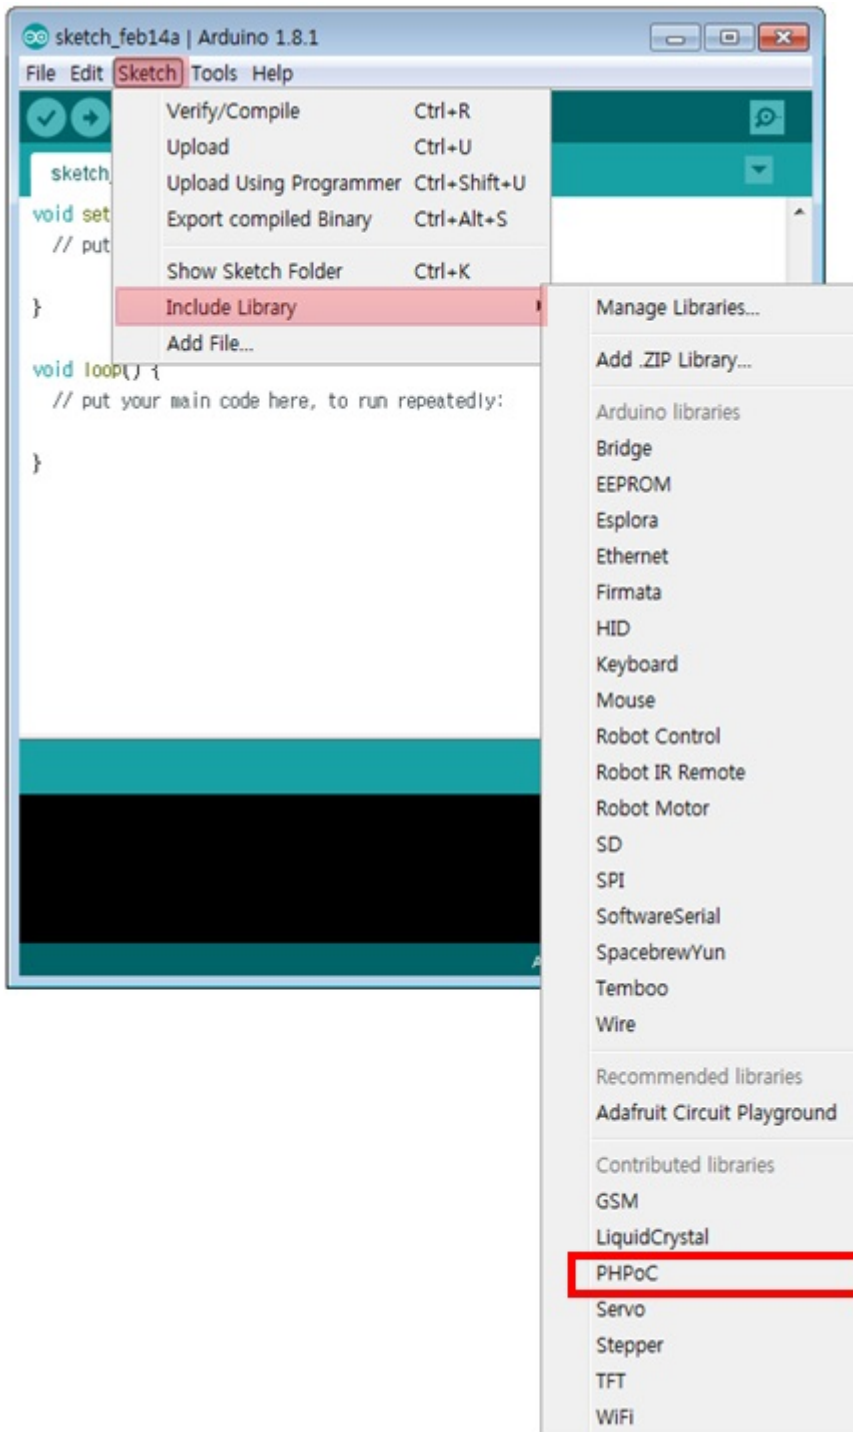 sketch_feb14a | Arduino 1.8.1
File Edit Sketch Tools Help
Verify/Compile Ctrl+R
Upload Ctrl+U
Upload Using Programmer Ctrl+Shift+U
Export compiled Binary Ctrl+Alt+S
Show Sketch Folder Ctrl+K
Include Library
Add File...
sketch_
void set
// put
}
void loop() {
// put your main code here, to run repeatedly:
}
A
Manage Libraries...
Add .ZIP Library...
Arduino libraries
Bridge
EEPROM
Esplora
Ethernet
Firmata
HID
Keyboard
Mouse
Robot Control
Robot IR Remote
Robot Motor
SD
SPI
SoftwareSerial
SpacebrewYun
Temboo
Wire
Recommended libraries
Adafruit Circuit Playground
Contributed libraries
GSM
LiquidCrystal
PHPoC
Servo
Stepper
TFT
WiFi